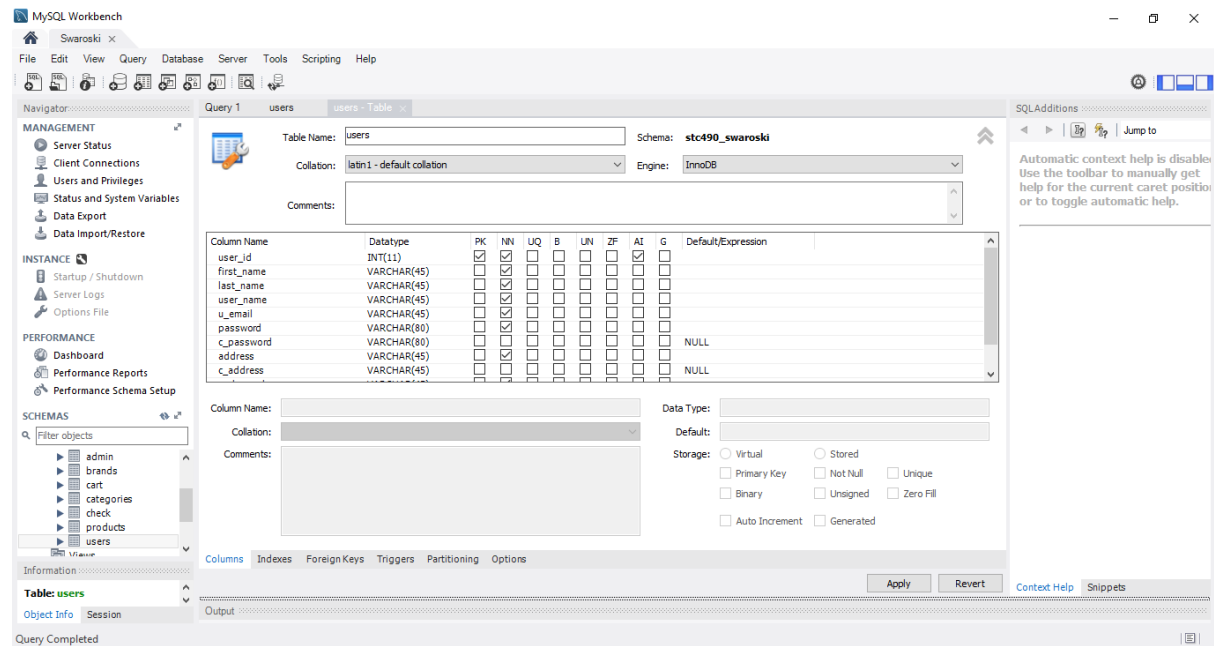 MySQL Workbench
Swaroski ×
File Edit View Query Database Server Tools Scripting Help
Navigator
MANAGEMENT
Server Status
Client Connections
Users and Privileges
Status and System Variables
Data Export
Data Import/Restore
INSTANCE
Startup / Shutdown
Server Logs
Options File
PERFORMANCE
Dashboard
Performance Reports
Performance Schema Setup
SCHEMAS
Filter objects
admin
brands
cart
categories
check
products
users
Views
Information
Table: users
Object Info Session
Query Completed
Query 1 users users - Table ×
Table Name: users Schema: stc490_swaroski
Collation: latin1 - default collation Engine: InnoDB
Comments:
Column Name Datatype PK NN UQ B UN ZF AI G Default/Expression
user_id INT(11)
first_name VARCHAR(45)
last_name VARCHAR(45)
user_name VARCHAR(45)
u_email VARCHAR(45)
password VARCHAR(80)
c_password VARCHAR(80) NULL
address VARCHAR(45)
c_address VARCHAR(45) NULL
Column Name: Data Type:
Collation: Default:
Comments: Storage: Virtual Stored
Primary Key Not Null Unique
Binary Unsigned Zero Fill
Auto Increment Generated
Columns Indexes Foreign Keys Triggers Partitioning Options
Apply Revert
Output
SQLAdditions
Jump to
Automatic context help is disable
Use the toolbar to manually get
help for the current caret positio
or to toggle automatic help.
Context Help Snippets